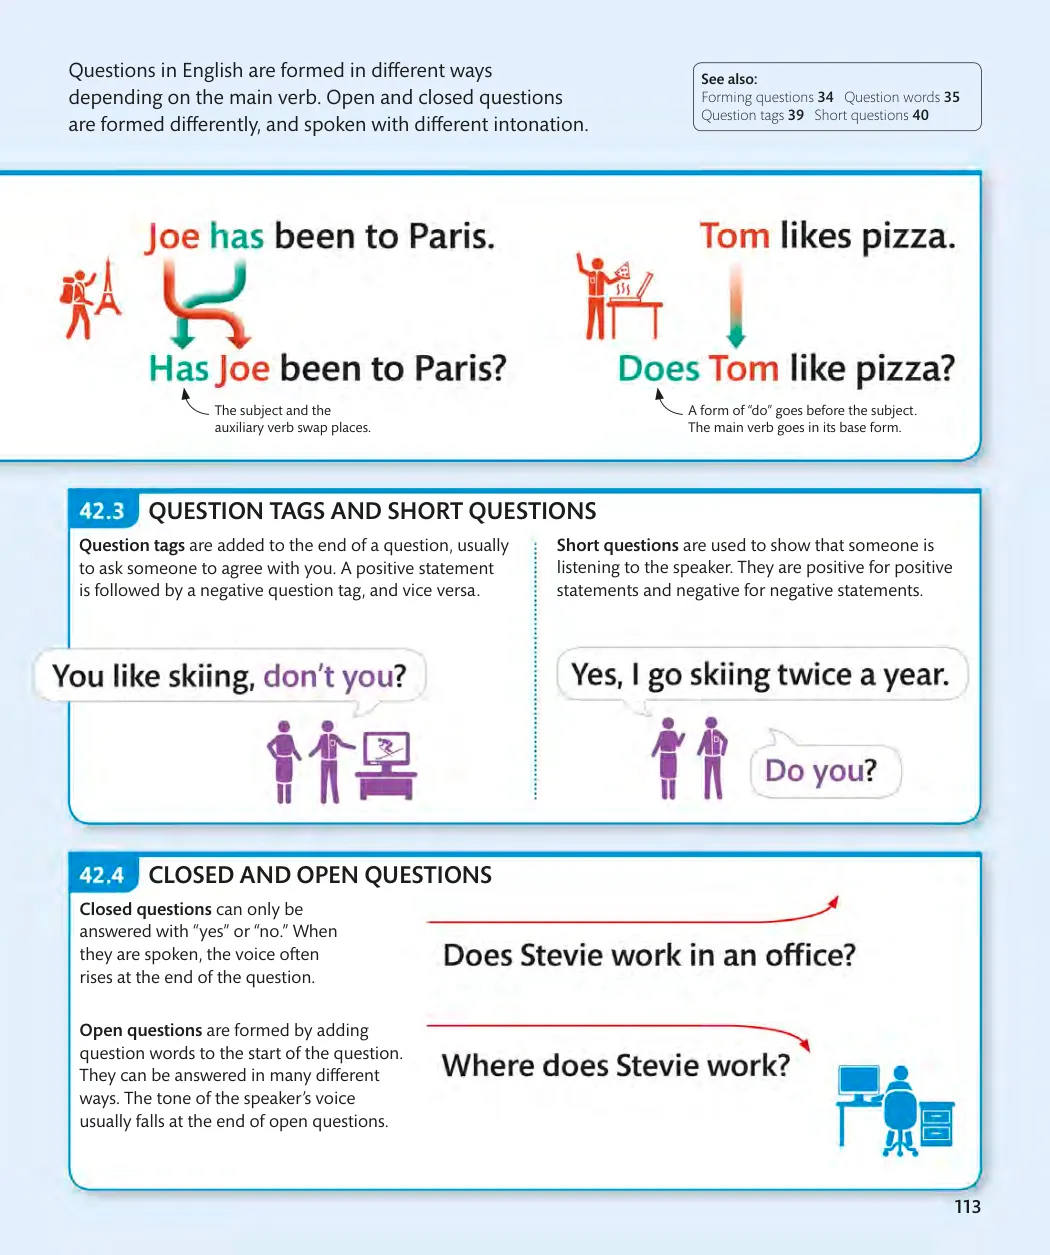 Questions in English are formed in different ways
depending on the main verb. Open and closed questions
are formed differently, and spoken with different intonation.
See also:
Forming questions 34 Question words 35
Question tags 39 Short questions 40
Joe has been to Paris.
Has Joe been to Paris?
The subject and the
auxiliary verb swap places.
Tom likes pizza.
Does Tom like pizza?
A form of “do” goes before the subject.
The main verb goes in its base form.
42.3 QUESTION TAGS AND SHORT QUESTIONS
Question tags are added to the end of a question, usually
to ask someone to agree with you. A positive statement
is followed by a negative question tag, and vice versa.
You like skiing, don’t you?
Short questions are used to show that someone is
listening to the speaker. They are positive for positive
statements and negative for negative statements.
Yes, I go skiing twice a year.
Do you?
42.4 CLOSED AND OPEN QUESTIONS
Closed questions can only be
answered with “yes” or “no.” When
they are spoken, the voice often
rises at the end of the question.
Does Stevie work in an office?
Open questions are formed by adding
question words to the start of the question.
They can be answered in many different
ways. The tone of the speaker’s voice
usually falls at the end of open questions.
Where does Stevie work?
113